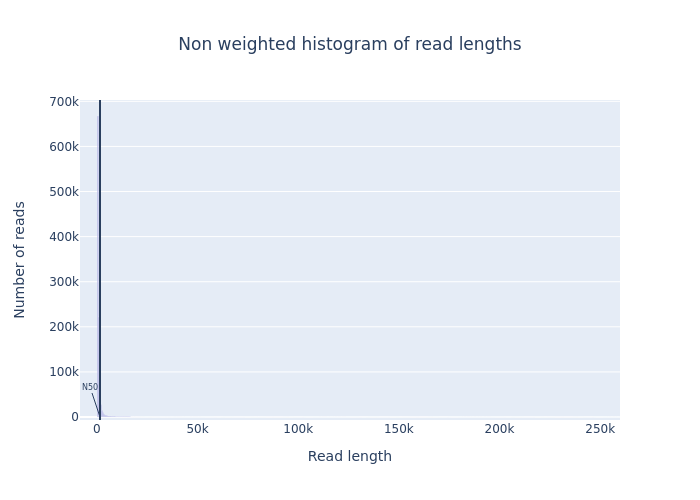 Non weighted histogram of read lengths
700k
600k
500k
400k
300k
200k
100k
0
N50
0 50k 100k 150k 200k 250k
Read length
Number of reads